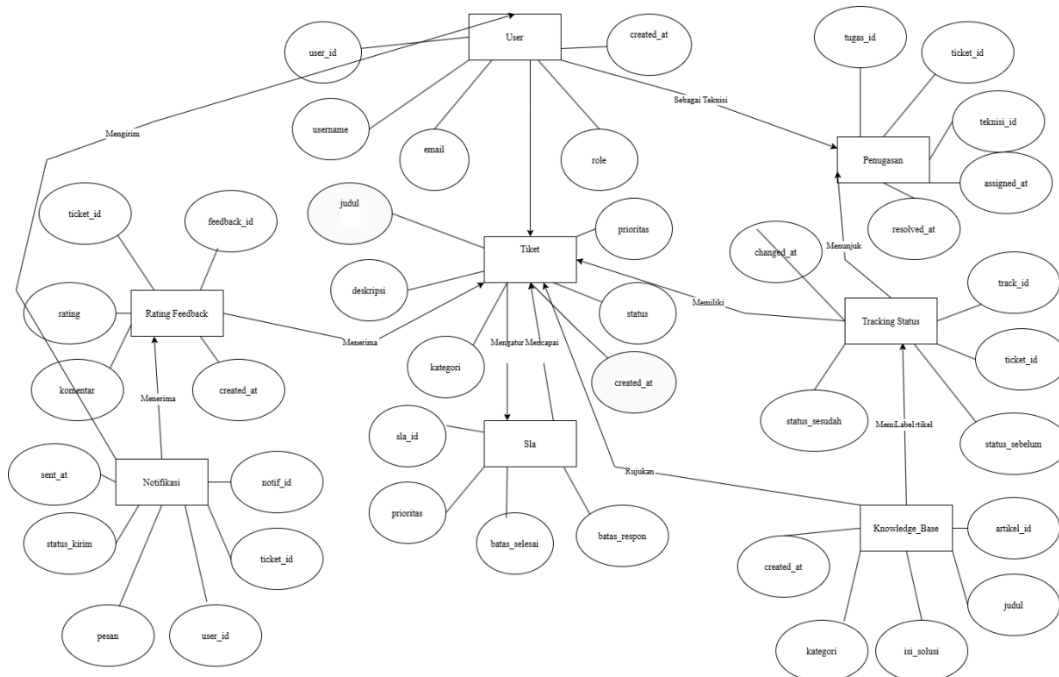 User
user_id
created_at
username
email
role
Mengirim
Sebagai Teknisi
tugas_id
ticket_id
teknisi_id
Penugasan
assigned_at
resolved_at
Menunjuk
judul
prioritas
Tiket
deskripsi
status
kategori
created_at
Memiliki
changed_at
track_id
Tracking Status
ticket_id
status_sesudah
status_sebelum
ticket_id
feedback_id
rating
Rating Feedback
komentar
created_at
Menerima
Menerima
Mengatur
Mencapai
sla_id
Sla
prioritas
batas_selesai
batas_respon
Rujukan
sent_at
Notifikasi
notif_id
status_kirim
ticket_id
pesan
user_id
Knowledge_Base
artikel_id
created_at
judul
kategori
isi_solusi